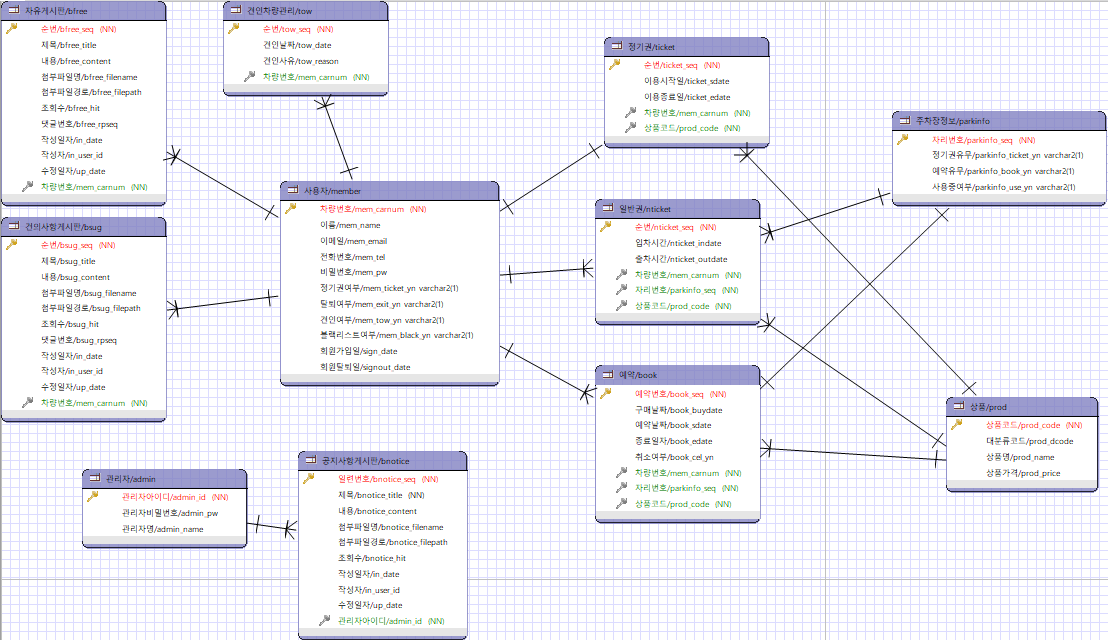 자유게시판/bfree
순번/bfree_seq (NN)
제목/bfree_title
내용/bfree_content
첨부파일명/bfree_filename
첨부파일경로/bfree_filepath
조회수/bfree_hit
댓글번호/bfree_rpseq
작성일자/in_date
작성자/in_user_id
수정일자/up_date
차량번호/mem_carnum (NN)
건의사항게시판/bsug
순번/bsug_seq (NN)
제목/bsug_title
내용/bsug_content
첨부파일명/bsug_filename
첨부파일경로/bsug_filepath
조회수/bsug_hit
댓글번호/bsug_rpseq
작성일자/in_date
작성자/in_user_id
수정일자/up_date
차량번호/mem_carnum (NN)
견인차량관리/tow
순번/tow_seq (NN)
견인날짜/tow_date
견인사유/tow_reason
차량번호/mem_carnum (NN)
사용자/member
차량번호/mem_carnum (NN)
이름/mem_name
이메일/mem_email
전화번호/mem_tel
비밀번호/mem_pw
정기권여부/mem_ticket_yn varchar2(1)
탈퇴여부/mem_exit_yn varchar2(1)
견인여부/mem_tow_yn varchar2(1)
블랙리스트여부/mem_black_yn varchar2(1)
회원가입일/sign_date
회원탈퇴일/signout_date
관리자/admin
관리자아이디/admin_id (NN)
관리자비밀번호/admin_pw
관리자명/admin_name
공지사항게시판/bnotice
일련번호/bnotice_seq (NN)
제목/bnotice_title (NN)
내용/bnotice_content
첨부파일명/bnotice_filename
첨부파일경로/bnotice_filepath
조회수/bnotice_hit
작성일자/in_date
작성자/in_user_id
수정일자/up_date
관리자아이디/admin_id (NN)
정기권/ticket
순번/ticket_seq (NN)
이용시작일/ticket_sdate
이용종료일/ticket_edate
차량번호/mem_carnum (NN)
상품코드/prod_code (NN)
일반권/nticket
순번/nticket_seq (NN)
입차시간/nticket_indate
출차시간/nticket_outdate
차량번호/mem_carnum (NN)
자리번호/parkinfo_seq (NN)
상품코드/prod_code (NN)
예약/book
예약번호/book_seq (NN)
구매날짜/book_buydate
예약날짜/book_sdate
종료일자/book_edate
취소여부/book_cel_yn
차량번호/mem_carnum (NN)
자리번호/parkinfo_seq (NN)
상품코드/prod_code (NN)
주차장정보/parkinfo
자리번호/parkinfo_seq (NN)
정기권유무/parkinfo_ticket_yn varchar2(1)
예약유무/parkinfo_book_yn varchar2(1)
사용중여부/parkinfo_use_yn varchar2(1)
상품/prod
상품코드/prod_code (NN)
대분류코드/prod_dcode
상품명/prod_name
상품가격/prod_price